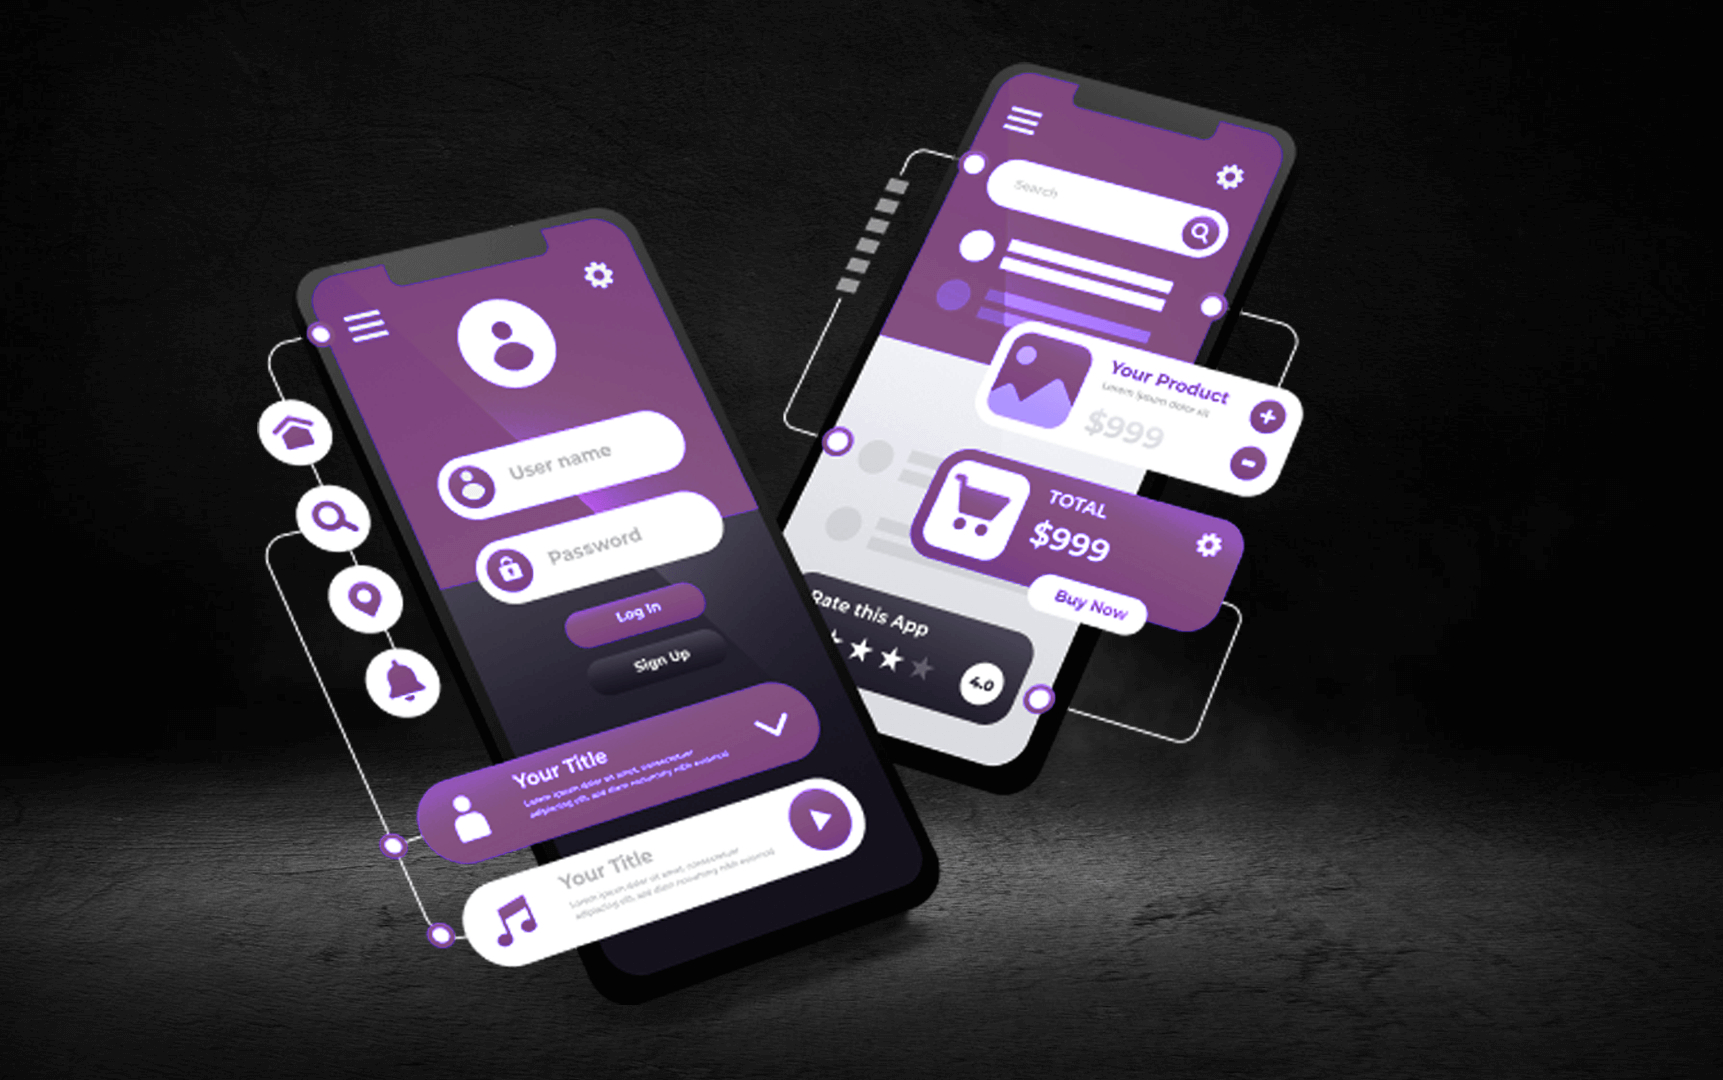 User name
Password
Log In
Sign Up
Your Title
Lorem ipsum dolor sit amet, consectetuer
adipiscing elit, sed diam nonummy nibh euismod
Your Title
Lorem ipsum dolor sit amet, consectetuer
adipiscing elit, sed diam nonummy nibh euismod
Search
Your Product
Lorem ipsum dolor sit
$999
TOTAL
$999
Buy Now
Rate this App
4.0